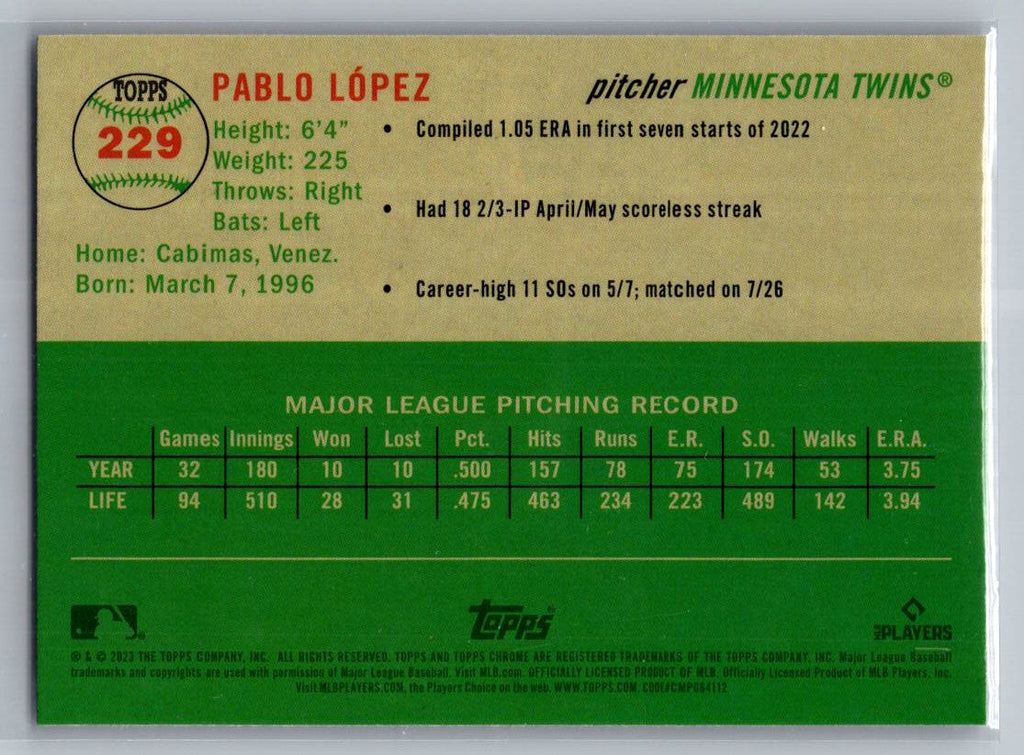 TOPPS
229
PABLO LÓPEZ
pitcher MINNESOTA TWINS®
Height: 6'4"
Weight: 225
Throws: Right
Bats: Left
Home: Cabimas, Venez.
Born: March 7, 1996
• Compiled 1.05 ERA in first seven starts of 2022
• Had 18 2/3-IP April/May scoreless streak
• Career-high 11 SOs on 5/7; matched on 7/26
MAJOR LEAGUE PITCHING RECORD
Games Innings Won Lost Pct. Hits Runs E.R. S.O. Walks E.R.A.
YEAR 32 180 10 10 .500 157 78 75 174 53 3.75
LIFE 94 510 28 31 .475 463 234 223 489 142 3.94
Topps®
MLB PLAYERS
® & © 2023 THE TOPPS COMPANY, INC. ALL RIGHTS RESERVED. TOPPS AND TOPPS CHROME ARE REGISTERED TRADEMARKS OF THE TOPPS COMPANY, INC. Major League Baseball
trademarks and copyrights are used with permission of Major League Baseball. Visit MLB.com. OFFICIALLY LICENSED PRODUCT OF MLB. Officially Licensed Product of MLB Players, Inc.
Visit MLBPLAYERS.COM, the Players Choice on the web. WWW.TOPPS.COM. CODE#CMP084112